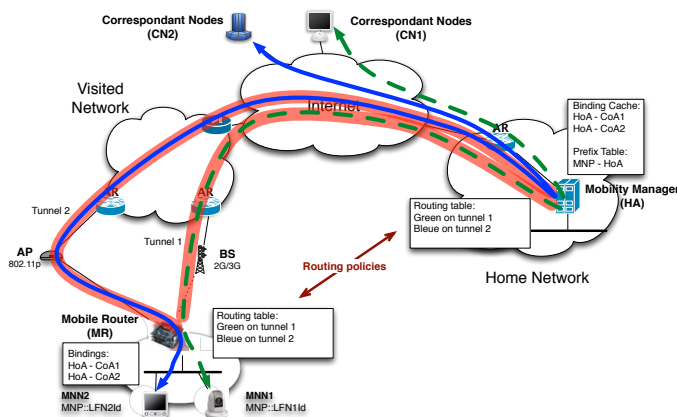 Correspondant Nodes
(CN2)
Correspondant Nodes
(CN1)
Visited
Network
Internet
Binding Cache:
HoA - CoA1
HoA - CoA2
Prefix Table:
MNP - HoA
AR
Mobility Manager
(HA)
AR
AR
Tunnel 2
Routing table:
Green on tunnel 1
Bleue on tunnel 2
Tunnel 1
AP
802.11p
BS
2G/3G
Routing policies
Home Network
Mobile Router
(MR)
Routing table:
Green on tunnel 1
Bleue on tunnel 2
Bindings:
HoA - CoA1
HoA - CoA2
MNN2
MNP::LFN2Id
MNN1
MNP::LFN1Id